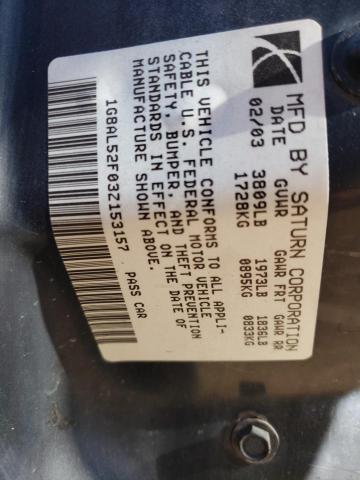 MFD BY SATURN CORPORATION
DATE GVWR GAWR FRT GAWR RR
02/03 3809LB 1973LB 1836LB
1728KG 0895KG 0833KG
THIS VEHICLE CONFORMS TO ALL APPLI-
CABLE U.S. FEDERAL MOTOR VEHICLE
SAFETY, BUMPER, AND THEFT PREVENTION
STANDARDS IN EFFECT ON THE DATE OF
MANUFACTURE SHOWN ABOVE.
1G8AL52F03Z153157 PASS CAR